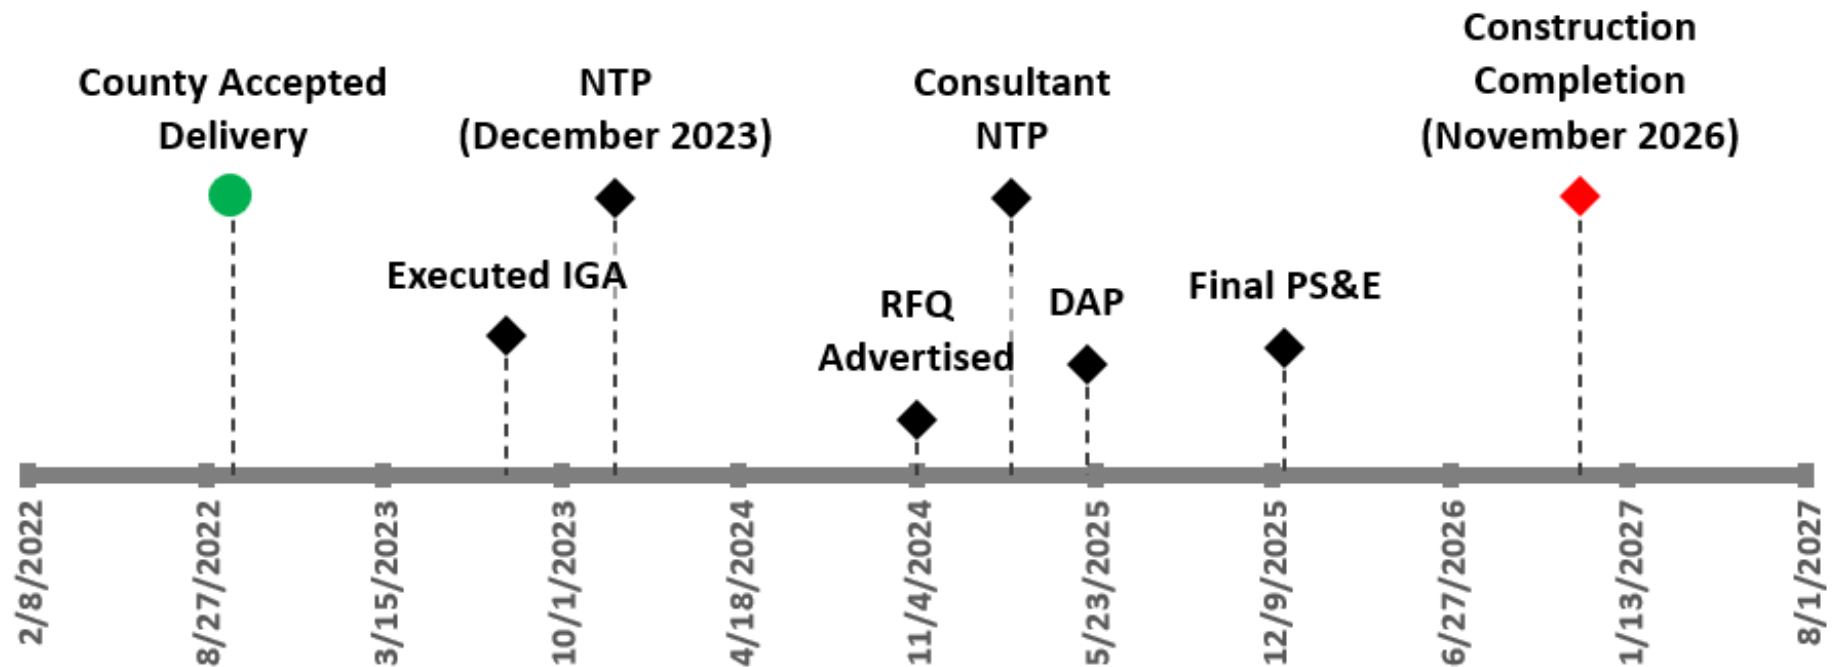 Construction
Completion
(November 2026)
County Accepted
Delivery
NTP
(December 2023)
Consultant
NTP
Executed IGA
RFQ
Advertised
DAP
Final PS&E
2/8/2022
8/27/2022
3/15/2023
10/1/2023
4/18/2024
11/4/2024
5/23/2025
12/9/2025
6/27/2026
1/13/2027
8/1/2027